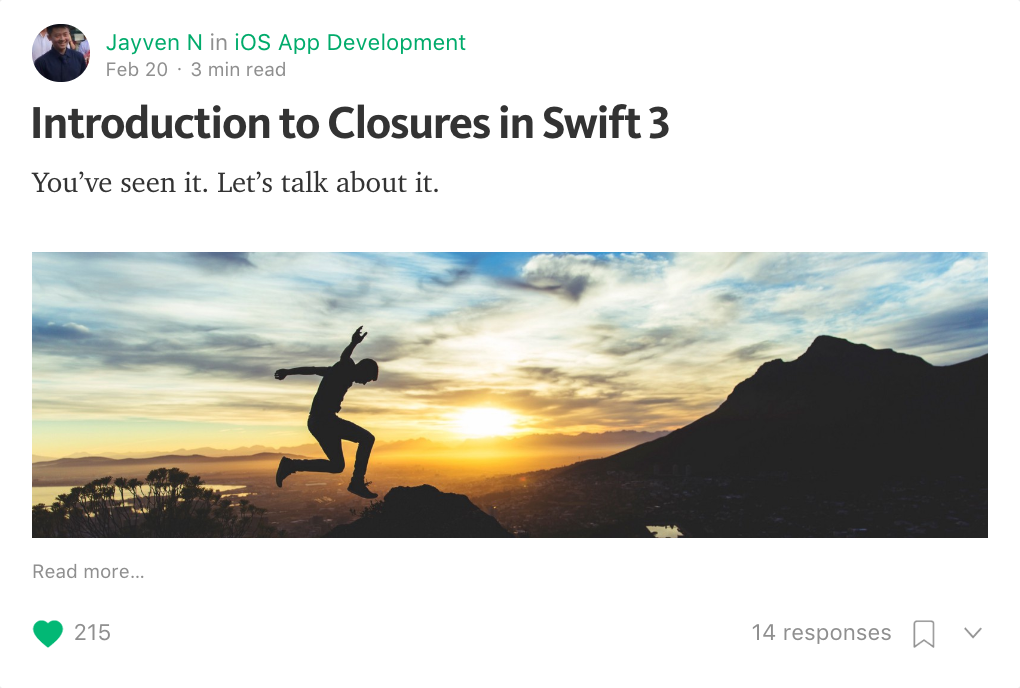 Jayven N in iOS App Development
Feb 20 · 3 min read
Introduction to Closures in Swift 3
You’ve seen it. Let’s talk about it.
Read more…
215
14 responses